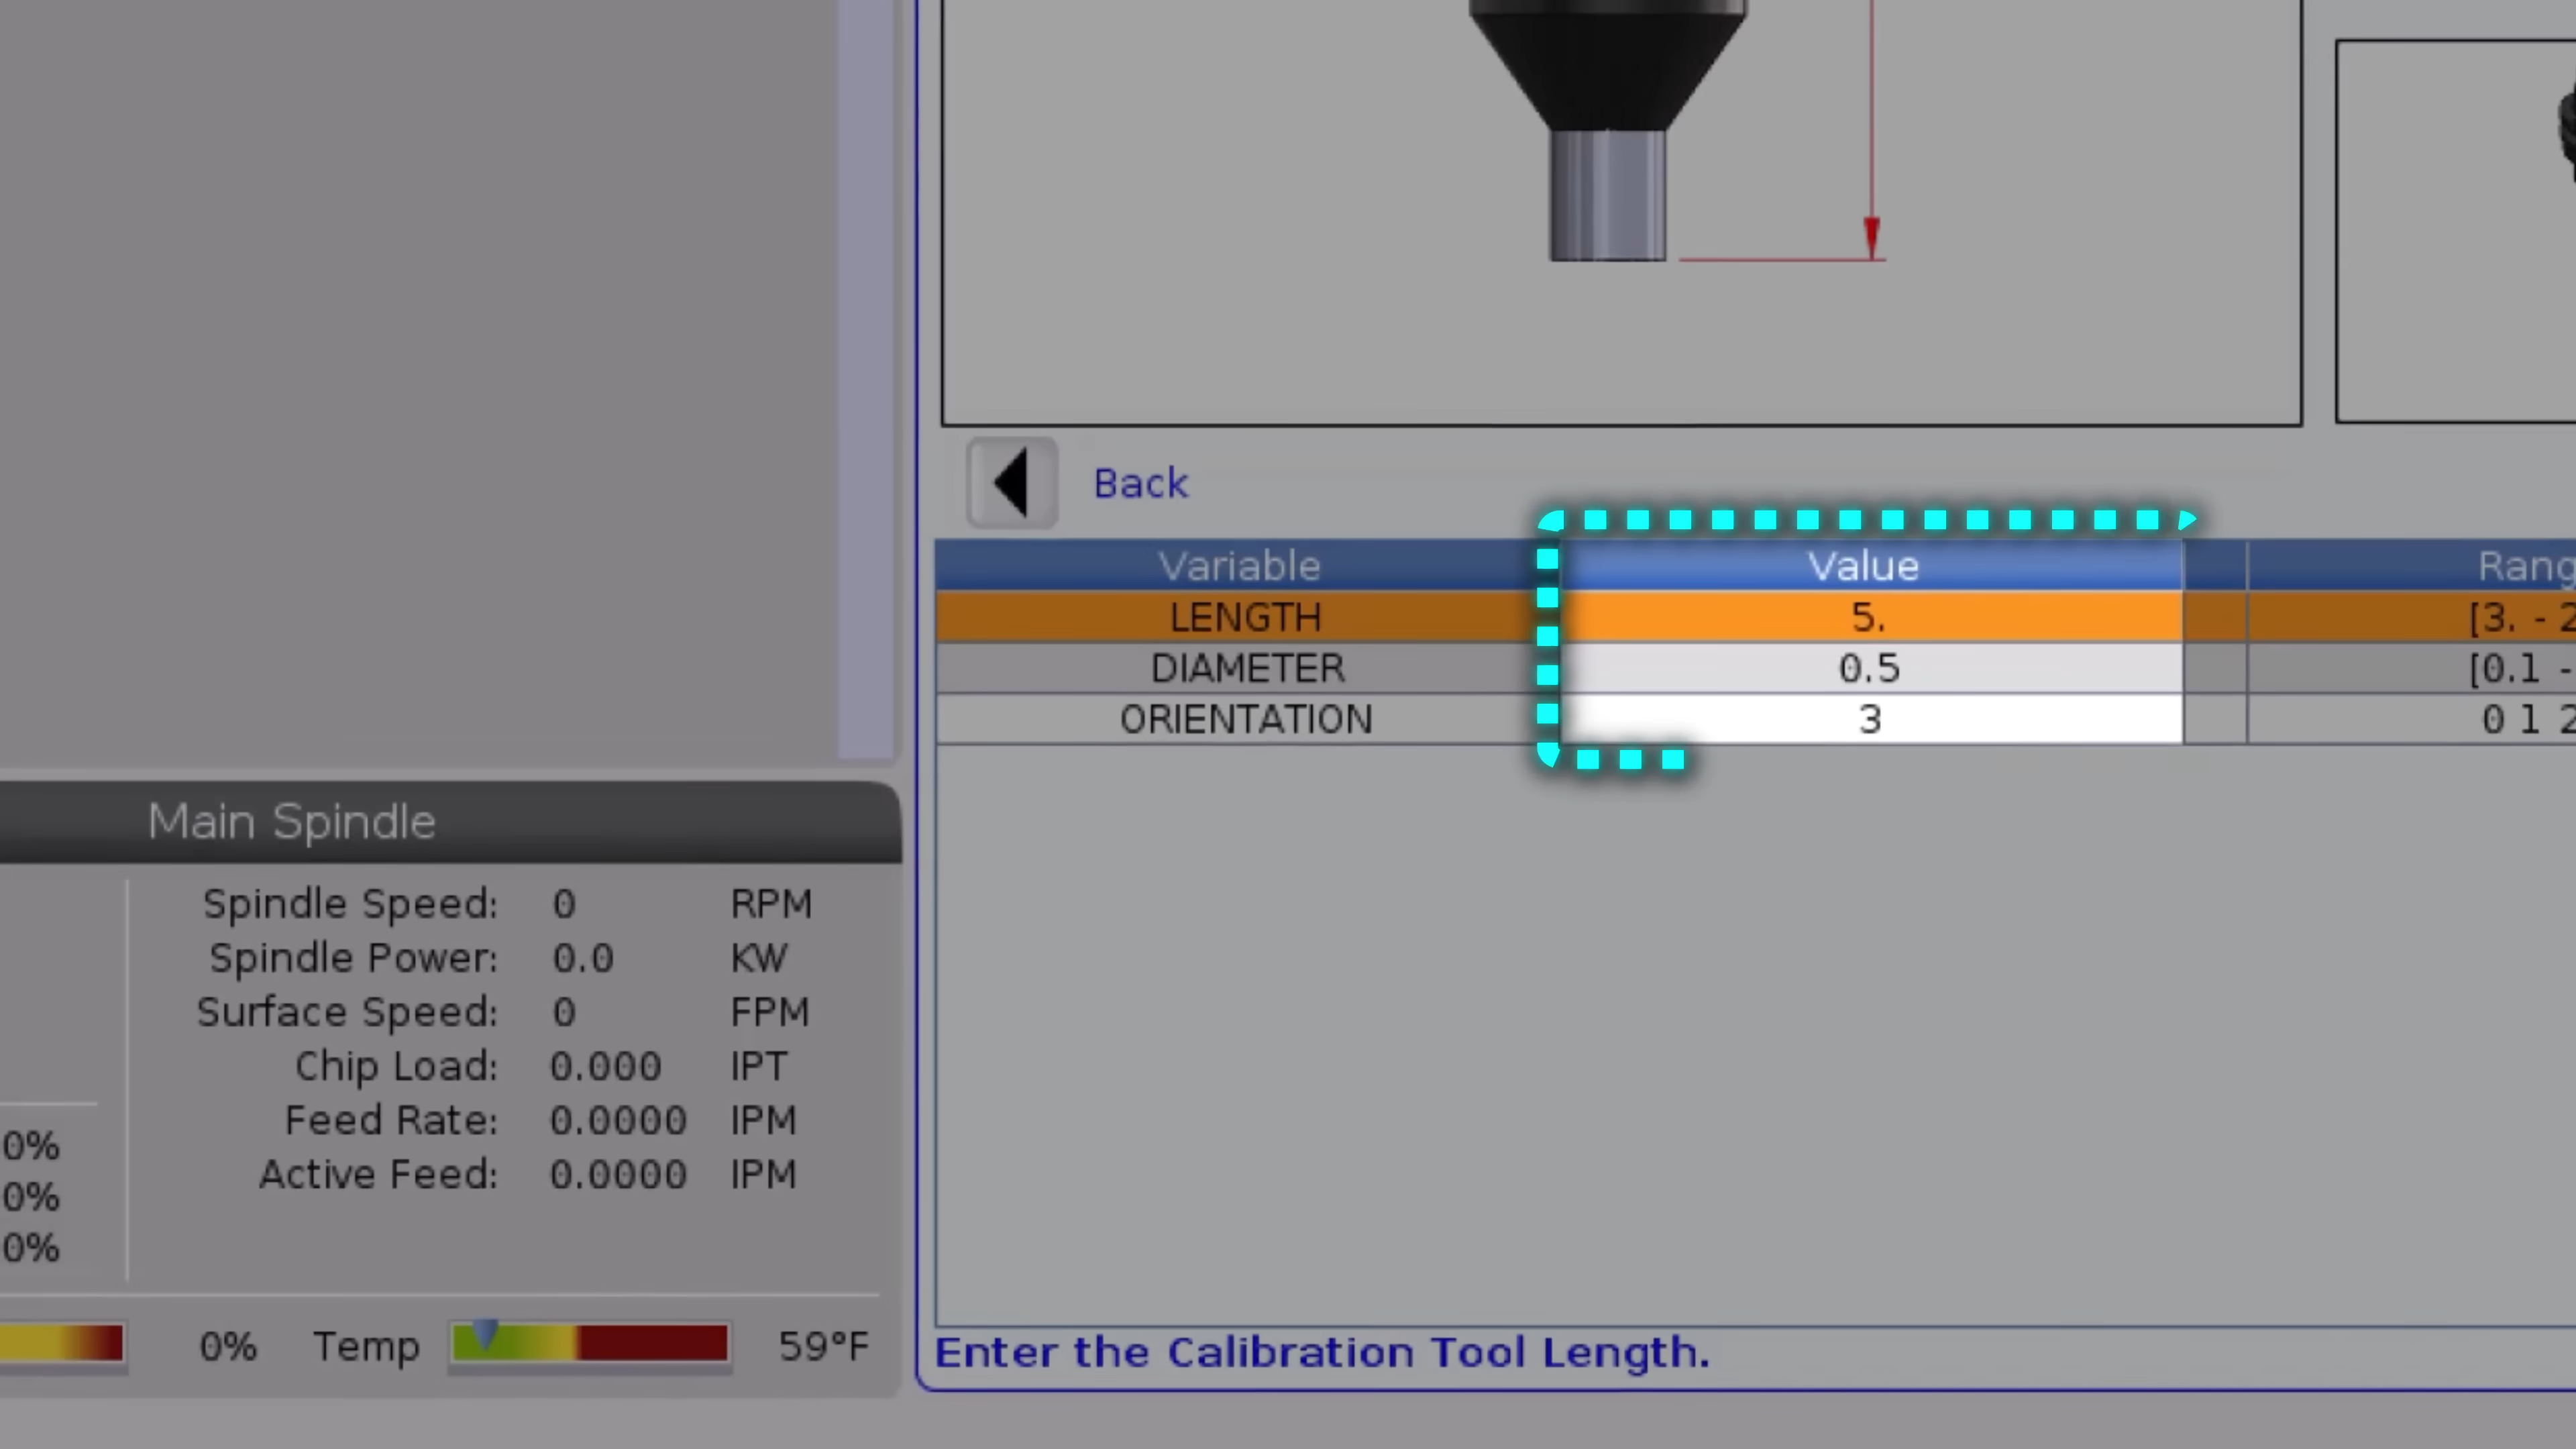 Back
Variable Value
LENGTH 5. [3. -
DIAMETER 0.5 [0.1 -
ORIENTATION 3 0 1 2
Main Spindle
Spindle Speed: 0 RPM
Spindle Power: 0.0 KW
Surface Speed: 0 FPM
Chip Load: 0.000 IPT
Feed Rate: 0.0000 IPM
Active Feed: 0.0000 IPM
0%
0%
0%
0% Temp 59°F
Enter the Calibration Tool Length.